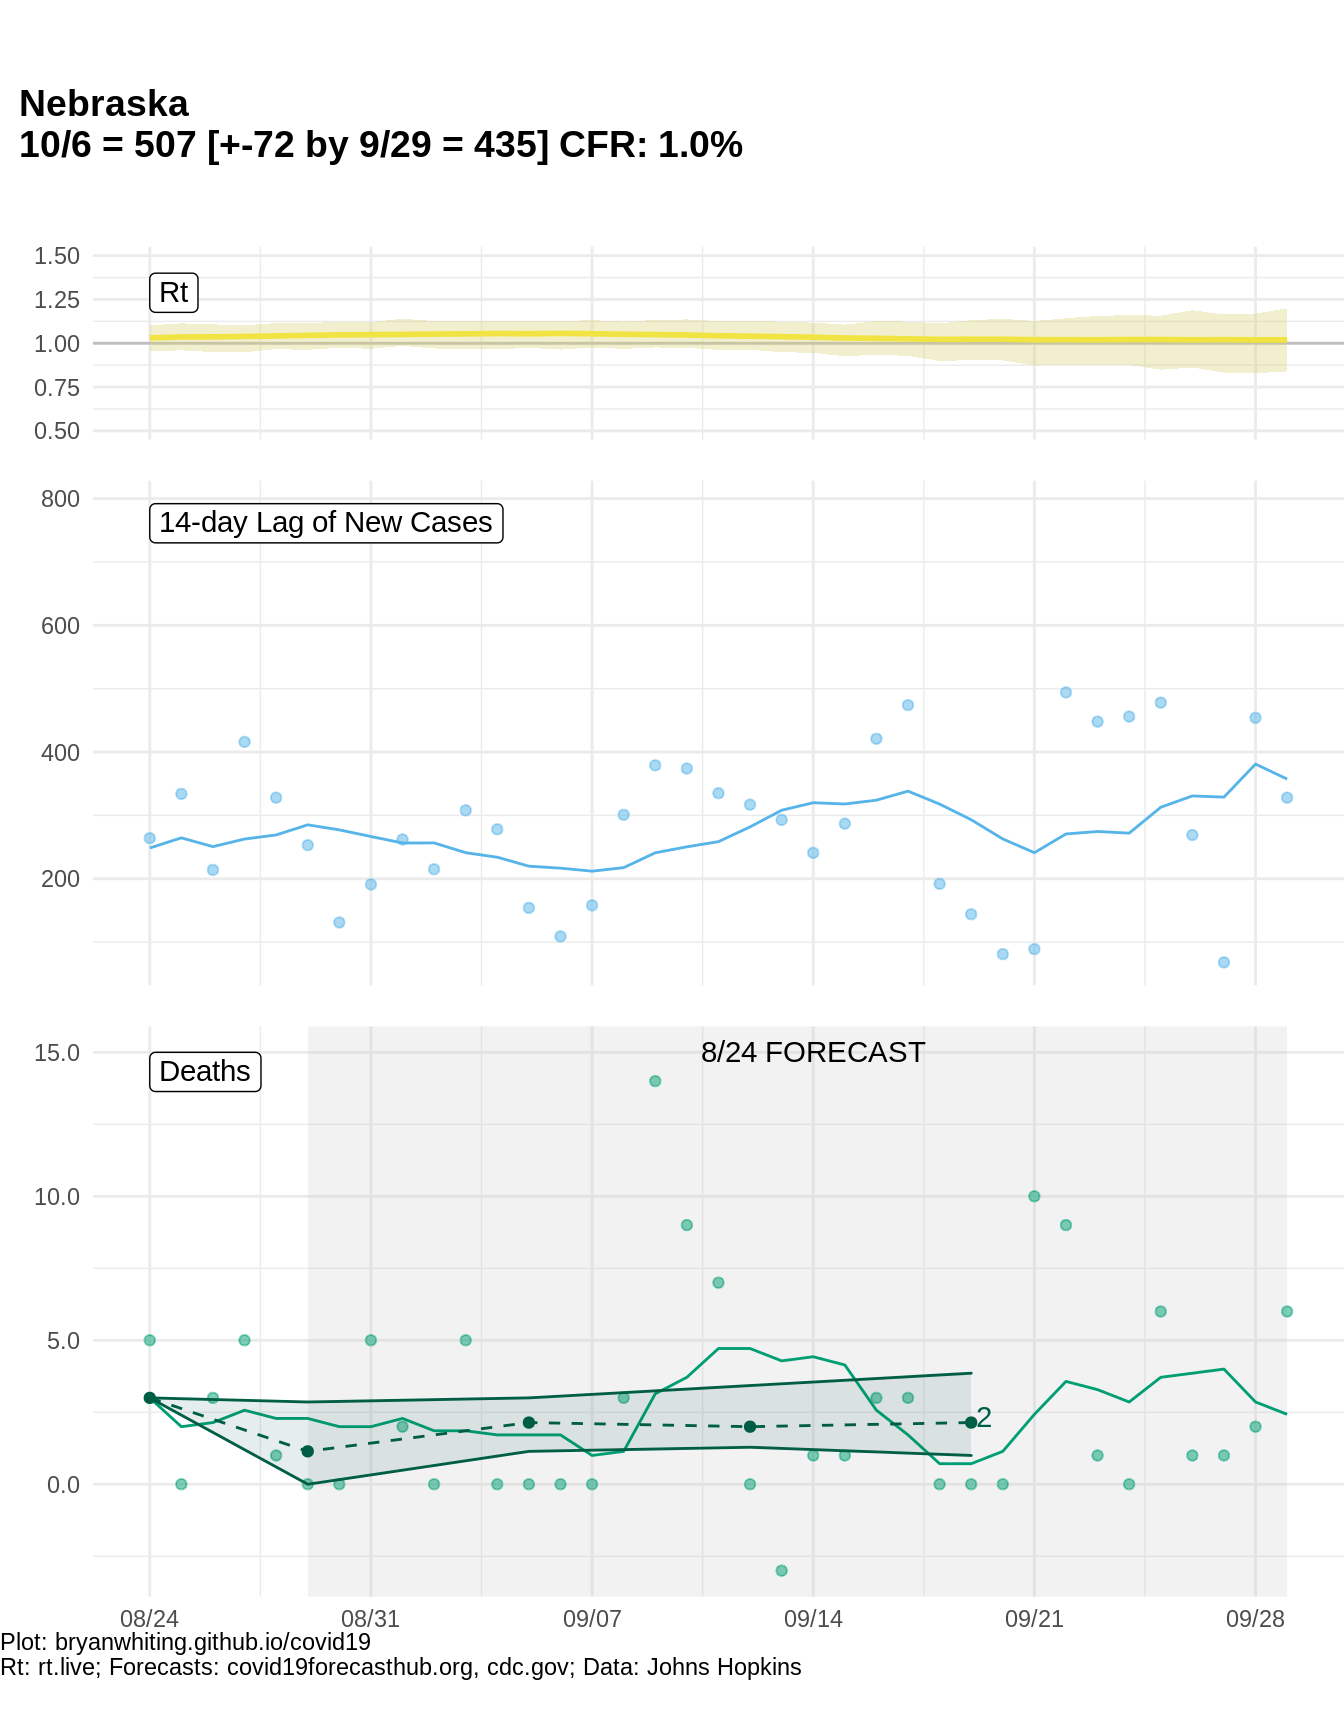 Nebraska
10/6 = 507 [+-72 by 9/29 = 435] CFR: 1.0%
1.50
Rt
1.25
1.00
0.75
0.50
800
14-day Lag of New Cases
600
400
200
15.0
8/24 FORECAST
Deaths
10.0
5.0
2
0.0
08/24 08/31 09/07 09/14 09/21 09/28
Plot: bryanwhiting.github.io/covid19
Rt: rt.live; Forecasts: covid19forecasthub.org, cdc.gov; Data: Johns Hopkins